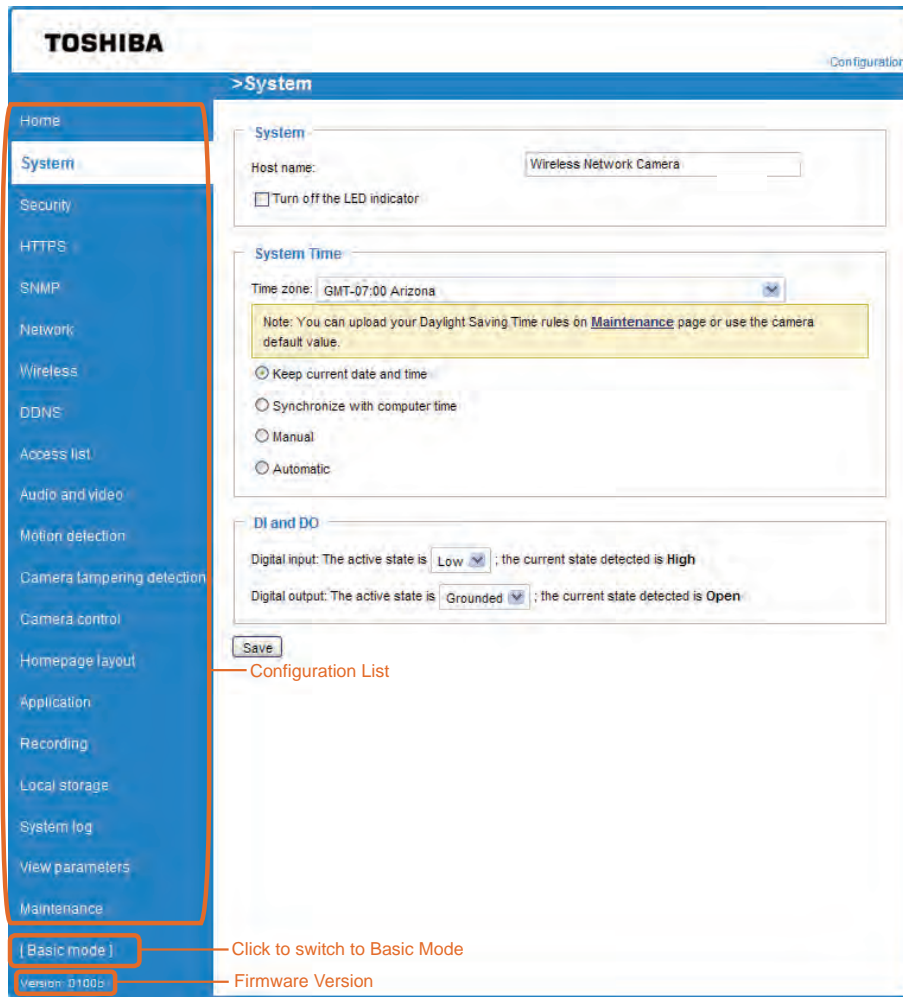 TOSHIBA
Configuration
>System
Home
System
Security
HTTPS
SNMP
Network
Wireless
DDNS
Access list
Audio and video
Motion detection
Camera tampering detection
Camera control
Homepage layout
Application
Recording
Local storage
System log
View parameters
Maintenance
[ Basic mode ]
Version: 0100b
System
Host name: Wireless Network Camera
Turn off the LED indicator
System Time
Time zone: GMT-07:00 Arizona
Note: You can upload your Daylight Saving Time rules on Maintenance page or use the camera
default value.
Keep current date and time
Synchronize with computer time
Manual
Automatic
DI and DO
Digital input: The active state is Low ; the current state detected is High
Digital output: The active state is Grounded ; the current state detected is Open
Save
Configuration List
Click to switch to Basic Mode
Firmware Version